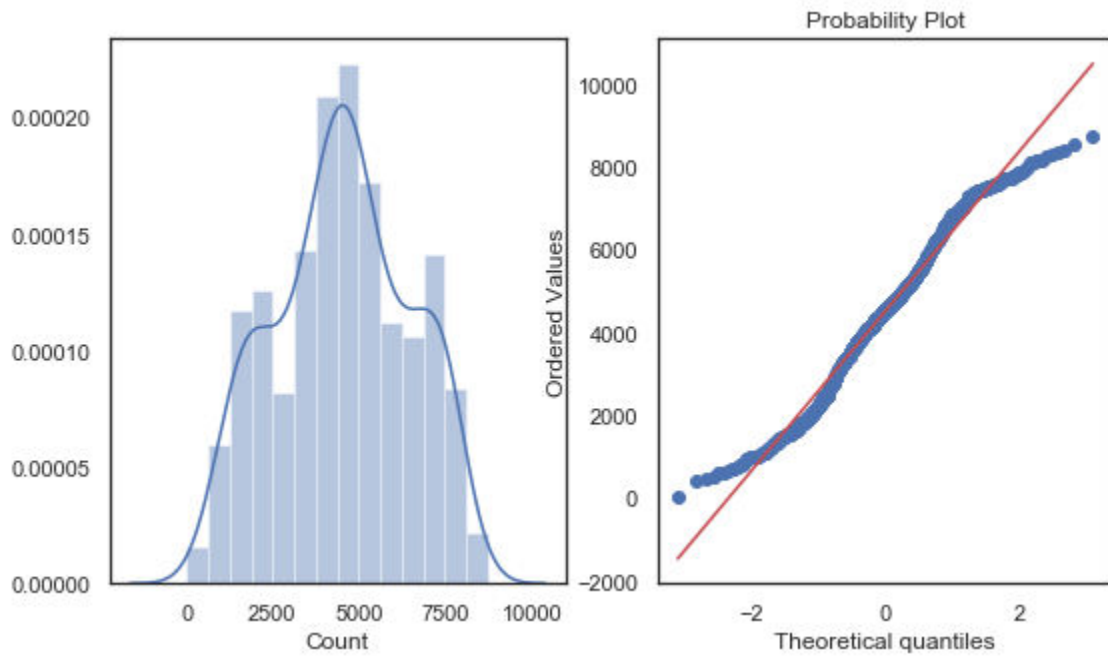 0.00020
0.00015
0.00010
0.00005
0.00000
0 2500 5000 7500 10000
Count
Probability Plot
10000
8000
6000
4000
2000
0
−2000
Ordered Values
−2 0 2
Theoretical quantiles